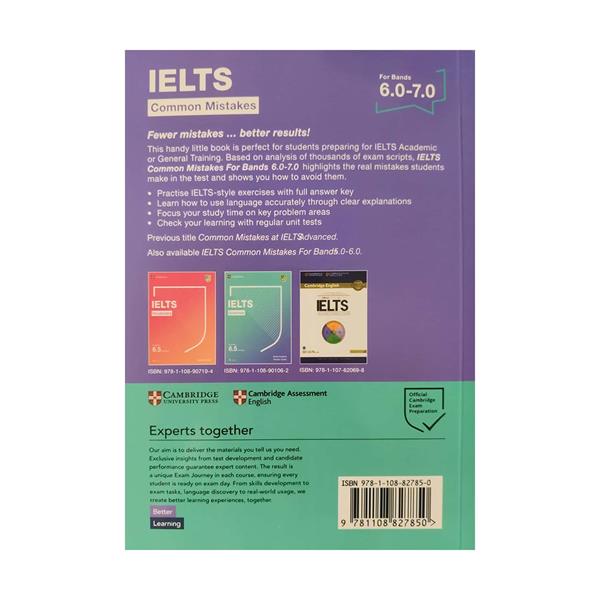 IELTS
Common Mistakes
For Bands
6.0-7.0
Fewer mistakes ... better results!
This handy little book is perfect for students preparing for IELTS Academic
or General Training. Based on analysis of thousands of exam scripts, IELTS
Common Mistakes For Bands 6.0-7.0 highlights the real mistakes students
make in the test and shows you how to avoid them.
• Practise IELTS-style exercises with full answer key
• Learn how to use language accurately through clear explanations
• Focus your study time on key problem areas
• Check your learning with regular unit tests
Previous title Common Mistakes at IELTSAdvanced.
Also available IELTS Common Mistakes For Bands5.0-6.0.
IELTS
6.5
IELTS
6.5
Cambridge English
IELTS
ISBN: 978-1-108-90719-4
ISBN: 978-1-108-90106-2
ISBN: 978-1-107-62069-8
CAMBRIDGE
UNIVERSITY PRESS
Cambridge Assessment
English
Official
Cambridge
Exam
Preparation
Experts together
Our aim is to deliver the materials you tell us you need.
Exclusive insights from test development and candidate
performance guarantee expert content. The result is
a unique Exam Journey in each course, ensuring every
student is ready on exam day. From skills development to
exam tasks, language discovery to real-world usage, we
create better learning experiences, together.
Better
Learning
ISBN 978-1-108-82785-0
9 781108 827850 >